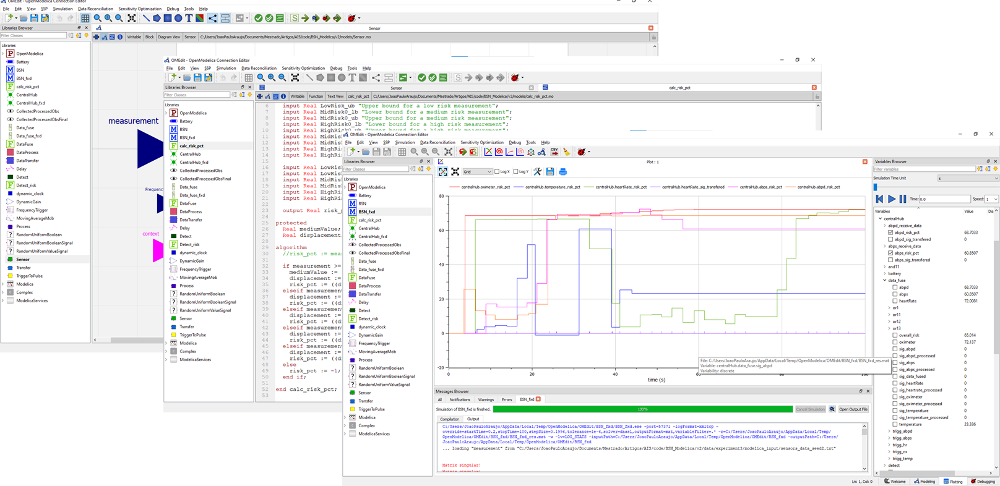 OMEdit - OpenModelica Connection Editor
File Edit View SSP Simulation Data Reconciliation Sensitivity Optimization Debug Tools Help
Libraries Browser
Sensor
Filter Classes
Writable Block Diagram View Sensor C:/Users/JoaoPauloAraujo/Documents/Mestrado/Artigos/AIS/code/BSN_Modelica/v2/models/Sensor.mo
Libraries
OpenModelica
Battery
BSN
BSN_fxd
calc_risk_pct
CentralHub
CentralHub_fxd
CollectedProcessedObs
CollectedProcessedObsFinal
Data_fuse
Data_fuse_fxd
DataFuse
DataProcess
DataTransfer
Delay
Detect
Detect_risk
dynamic_clock
DynamicGain
FrequencyTrigger
MovingAverageMob
Process
RandomUniformBoolean
RandomUniformBooleanSignal
RandomUniformValueSignal
Sensor
Transfer
TriggerToPulse
Modelica
Complex
ModelicaServices
measurement
Frequency
context
OMEdit - OpenModelica Connection Editor
File Edit View SSP Simulation Data Reconciliation Sensitivity Optimization Debug Tools Help
Libraries Browser
Sensor
calc_risk_pct
Filter Classes
Writable Function Text View calc_risk_pct C:/Users/JoaoPauloAraujo/Documents/Mestrado/Artigos/AIS/code/BSN_Modelica/v2/models/calc_risk_pct.mo
Libraries
OpenModelica
Battery
BSN
BSN_fxd
calc_risk_pct
CentralHub
CentralHub_fxd
CollectedProcessedObs
CollectedProcessedObsFinal
Data_fuse
Data_fuse_fxd
DataFuse
DataProcess
DataTransfer
Delay
Detect
Detect_risk
dynamic_clock
DynamicGain
FrequencyTrigger
MovingAverageMob
Process
RandomUniformBoolean
RandomUniformBooleanSignal
RandomUniformValueSignal
Sensor
Transfer
TriggerToPulse
Modelica
Complex
ModelicaServices
6 input Real LowRisk_ub "Upper bound for a low risk measurement";
7 input Real MidRisk0_lb "Lower bound for a medium risk measurement";
8 input Real MidRisk0_ub "Upper bound for a medium risk measurement";
9 input Real HighRisk0_lb "Lower bound for a high risk measurement";
10 input Real HighRisk0_ub "Upper bound for a high risk measurement";
11 input Real MidRis
12 input Real MidRis
13 input Real HighRi
14 input Real HighRi
15
16 input Real LowRis
17 input Real LowRis
18 input Real MidRis
19 input Real MidRis
20 input Real HighRi
21 input Real HighRi
22
23 output Real risk_p
24
25 protected
26 Real mediumValue;
27 Real displacement,
28
29 algorithm
30 //risk_pct := meas
31
32 if measurement >=
33 mediumValue :=
34 displacement :=
35 risk_pct := ((di
36 elseif measurement
37 displacement :=
38 risk_pct := ((di
39 elseif measurement
40 displacement :=
41 risk_pct := ((di
42 elseif measurement
43 displacement :=
44 risk_pct := ((di
45 elseif measurement
46 displacement :=
47 risk_pct := ((di
48 else
49 risk_pct := -1;
50 end if;
51
52 end calc_risk_pct;
53
OMEdit - OpenModelica Connection Editor
File Edit View SSP Simulation Data Reconciliation Sensitivity Optimization Debug Tools Help
CSV
Libraries Browser
Plot : 1
Filter Classes
Grid Log X Log Y
Libraries
OpenModelica
Battery
BSN
BSN_fxd
calc_risk_pct
CentralHub
CentralHub_fxd
CollectedProcessedObs
CollectedProcessedObsFinal
Data_fuse
Data_fuse_fxd
DataFuse
DataProcess
DataTransfer
Delay
Detect
Detect_risk
dynamic_clock
DynamicGain
FrequencyTrigger
MovingAverageMob
Process
RandomUniformBoolean
RandomUniformBooleanSignal
RandomUniformValueSignal
Sensor
Transfer
TriggerToPulse
Modelica
Complex
ModelicaServices
centralHub.oximeter_risk_pct centralHub.temperature_risk_pct centralHub.heartRate_risk_pct centralHub.heartRate_sig_transfered centralHub.abps_risk_pct centralHub.abpd_risk_pct
80
60
40
20
0
-20
0 20 40 60 80 100
time (s)
File: C:/Users/JoaoPauloAraujo/AppData/Local/Temp/OpenModelica/OMEdit/BSN_fxd/BSN_fxd_res.mat
Variable: centralHub.data_fuse.sig_abpd
Variability: discrete
Messages Browser
All Notifications Warnings Errors BSN_fxd
Simulation of BSN_fxd is finished. 100% Cancel Simulation Open Output File
Compilation Output
C:/Users/JoaoPauloAraujo/AppData/Local/Temp/OpenModelica/OMEdit/BSN_fxd/BSN_fxd.exe -port=57371 -logFormat=xmltcp -
override=startTime=0.2,stopTime=100,stepSize=0.1996,tolerance=1e-6,solver=dassl,outputFormat=mat,variableFilter=.* -r=C:/Users/JoaoPauloAraujo/AppData/Local/Temp/
OpenModelica/OMEdit/BSN_fxd/BSN_fxd_res.mat -w -lv=LOG_STATS -inputPath=C:/Users/JoaoPauloAraujo/AppData/Local/Temp/OpenModelica/OMEdit/BSN_fxd -outputPath=C:/Users/
JoaoPauloAraujo/AppData/Local/Temp/OpenModelica/OMEdit/BSN_fxd
... loading "measurement" from "C:/Users/JoaoPauloAraujo/Documents/Mestrado/Artigos/AIS/code/BSN_Modelica/v2/data/experiment3/modelica_input/sensors_data_seed2.txt"
Matrix singular!
Matrix singular!
Variables Browser
Filter Variables
Simulation Time Unit s
Time: 0.0 Speed: 1
Variables Value Dis
centralHub
abpd_receive_data
abpd_risk_pct 68.7033
abpd_sig_transfered 0
abps_receive_data
abps_risk_pct 60.8507
abps_sig_transfered 0
and11
battery
data_fuse
abpd 68.7033
abps 60.8507
heartRate 72.0081
or1
or11
or12
or13
overall_risk 65.014
oximeter 72.137
sig_abpd 0
sig_abpd_processed 0
sig_abps 0
sig_abps_processed 0
sig_data_fused 0
sig_heartRate 0
sig_heartrate_processed 0
sig_oximeter 0
sig_oximeter_processed 0
sig_temperature 0
sig_temperature_processed 0
temperature 23.336
trigg_abpd
trigg_abps
trigg_hr
trigg_ox
trigg_temp
detect
Ln: 1, Col: 0 Welcome Modeling Plotting Debugging